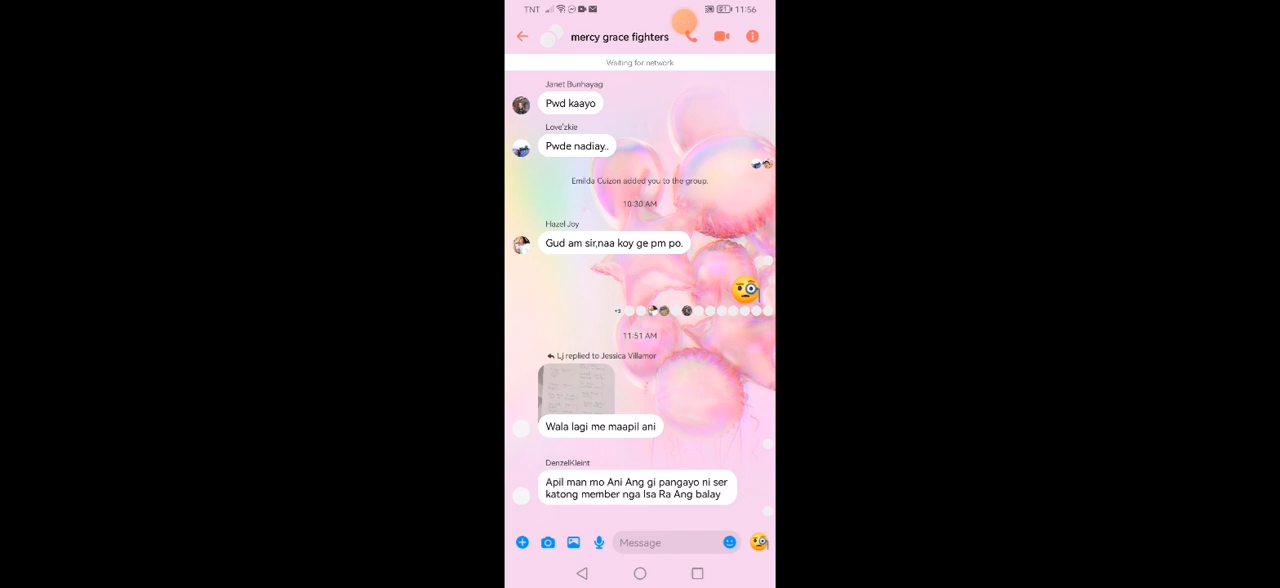 TNT 81 11:56
mercy grace fighters
Waiting for network
Janet Bunhayag
Pwd kaayo
Love'zkie
Pwde nadiay..
Emilda Cuizon added you to the group.
10:30 AM
Hazel Joy
Gud am sir,naa koy ge pm po.
+3
11:51 AM
Lj replied to Jessica Villamor
Wala lagi me maapil ani
DenzelKleint
Apil man mo Ani Ang gi pangayo ni ser
katong member nga Isa Ra Ang balay
Message